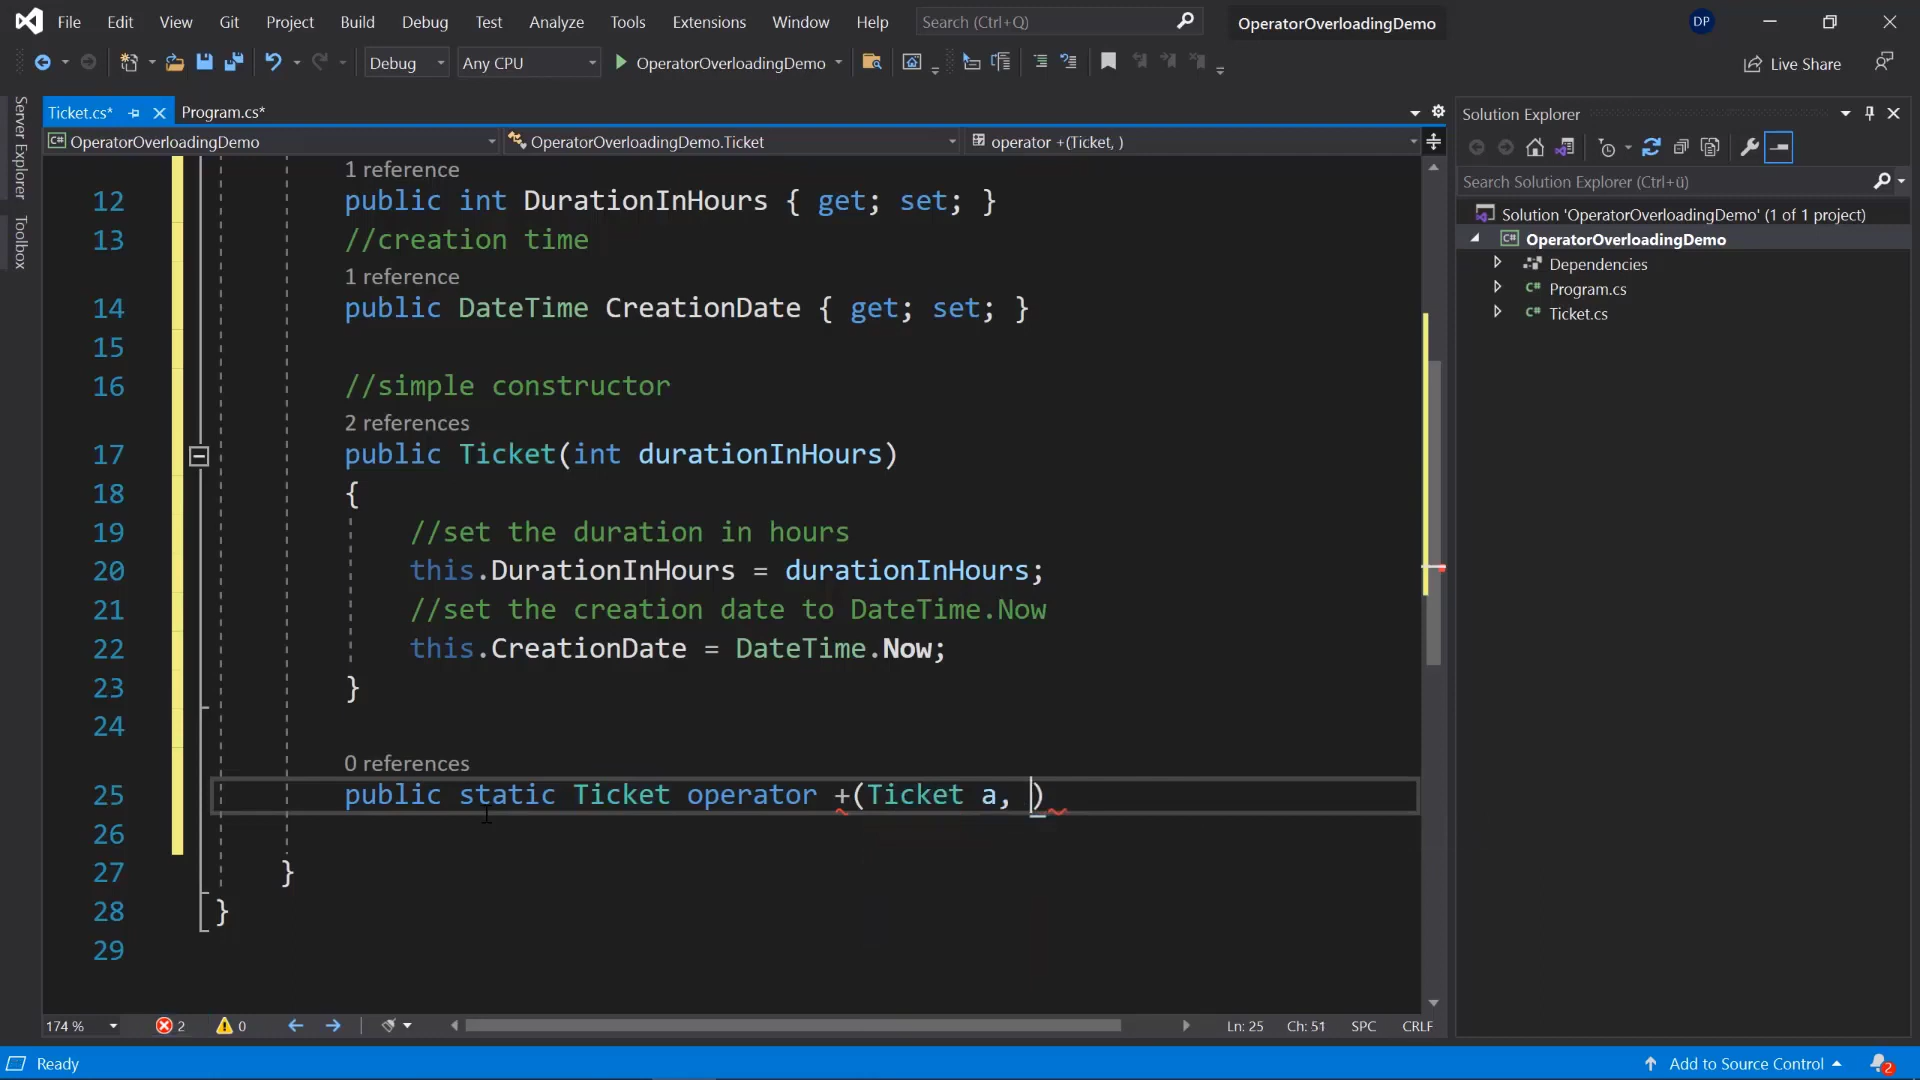 File Edit View Git Project Build Debug Test Analyze Tools Extensions Window Help Search (Ctrl+Q) OperatorOverloadingDemo DP
Debug Any CPU OperatorOverloadingDemo Live Share
Ticket.cs* Program.cs*
OperatorOverloadingDemo OperatorOverloadingDemo.Ticket operator +(Ticket, )
Server Explorer
Toolbox
1 reference
12 public int DurationInHours { get; set; }
13 //creation time
1 reference
14 public DateTime CreationDate { get; set; }
15
16 //simple constructor
2 references
17 public Ticket(int durationInHours)
18 {
19 //set the duration in hours
20 this.DurationInHours = durationInHours;
21 //set the creation date to DateTime.Now
22 this.CreationDate = DateTime.Now;
23 }
24
0 references
25 public static Ticket operator +(Ticket a, )
26
27 }
28 }
29
174 % 2 0 Ln: 25 Ch: 51 SPC CRLF
Solution Explorer
Search Solution Explorer (Ctrl+ü)
Solution 'OperatorOverloadingDemo' (1 of 1 project)
C# OperatorOverloadingDemo
Dependencies
C# Program.cs
C# Ticket.cs
Ready Add to Source Control 2